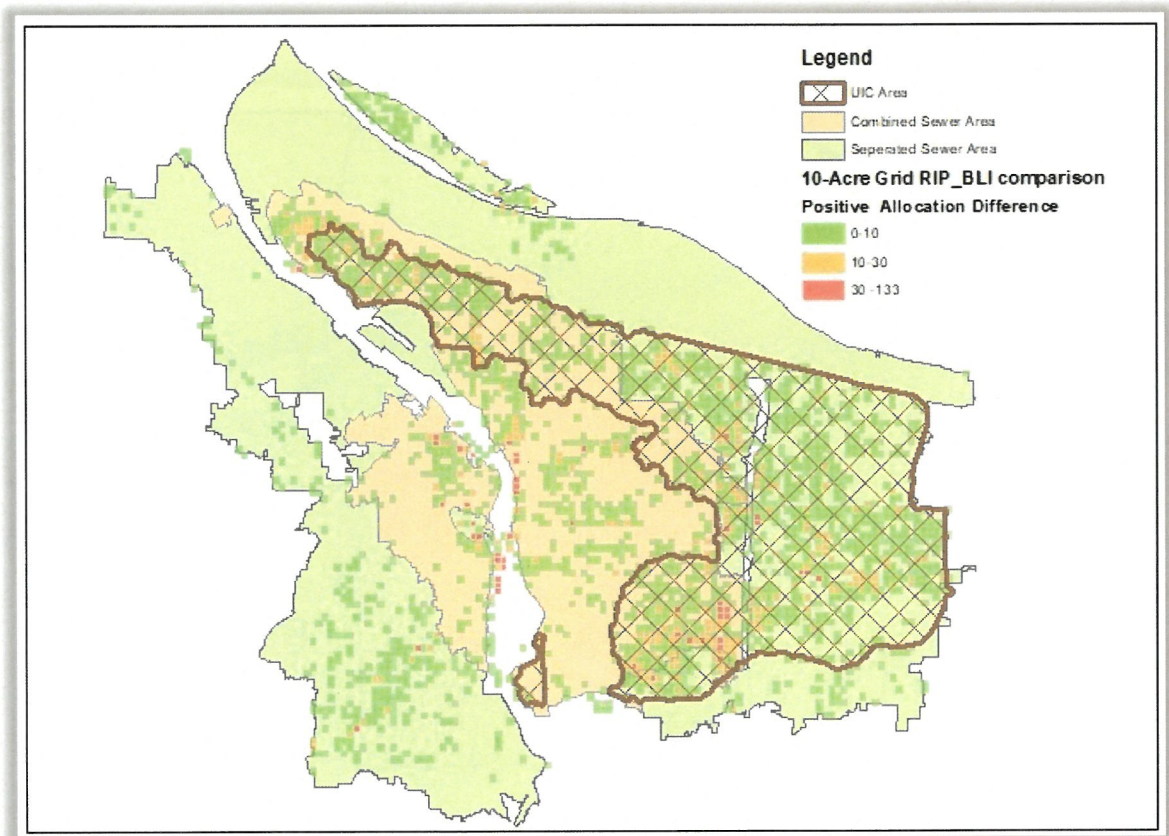 Legend
UIC Area
Combined Sewer Area
Seperated Sewer Area
10-Acre Grid RIP_BLI comparison
Positive Allocation Difference
0-10
10-30
30-133